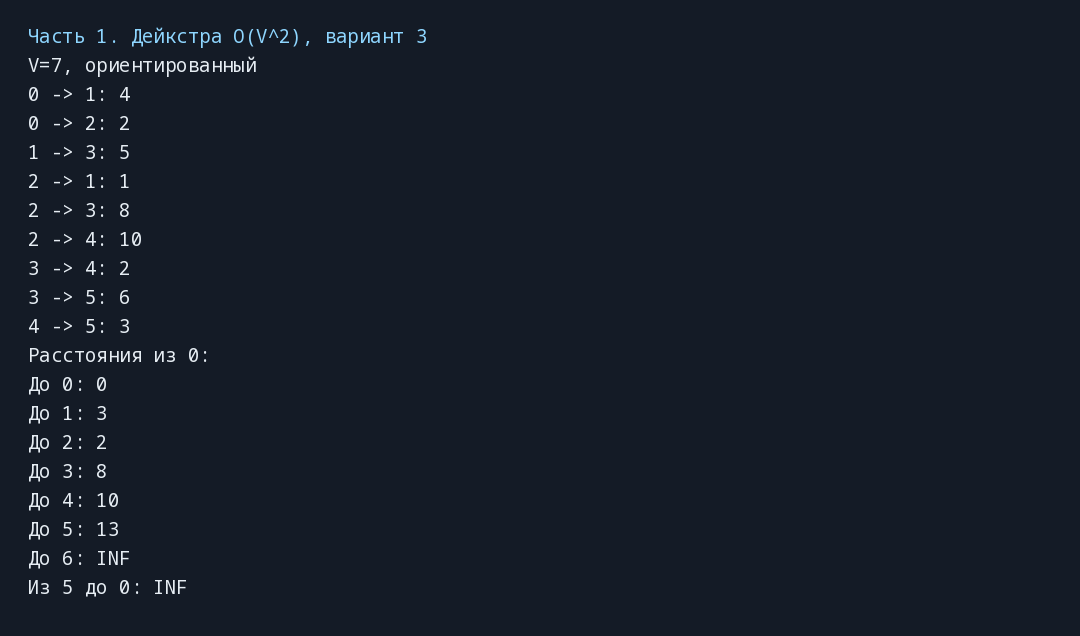 Часть 1. Дейкстра O(V^2), вариант 3
V=7, ориентированный
0 -> 1: 4
0 -> 2: 2
1 -> 3: 5
2 -> 1: 1
2 -> 3: 8
2 -> 4: 10
3 -> 4: 2
3 -> 5: 6
4 -> 5: 3
Расстояния из 0:
До 0: 0
До 1: 3
До 2: 2
До 3: 8
До 4: 10
До 5: 13
До 6: INF
Из 5 до 0: INF